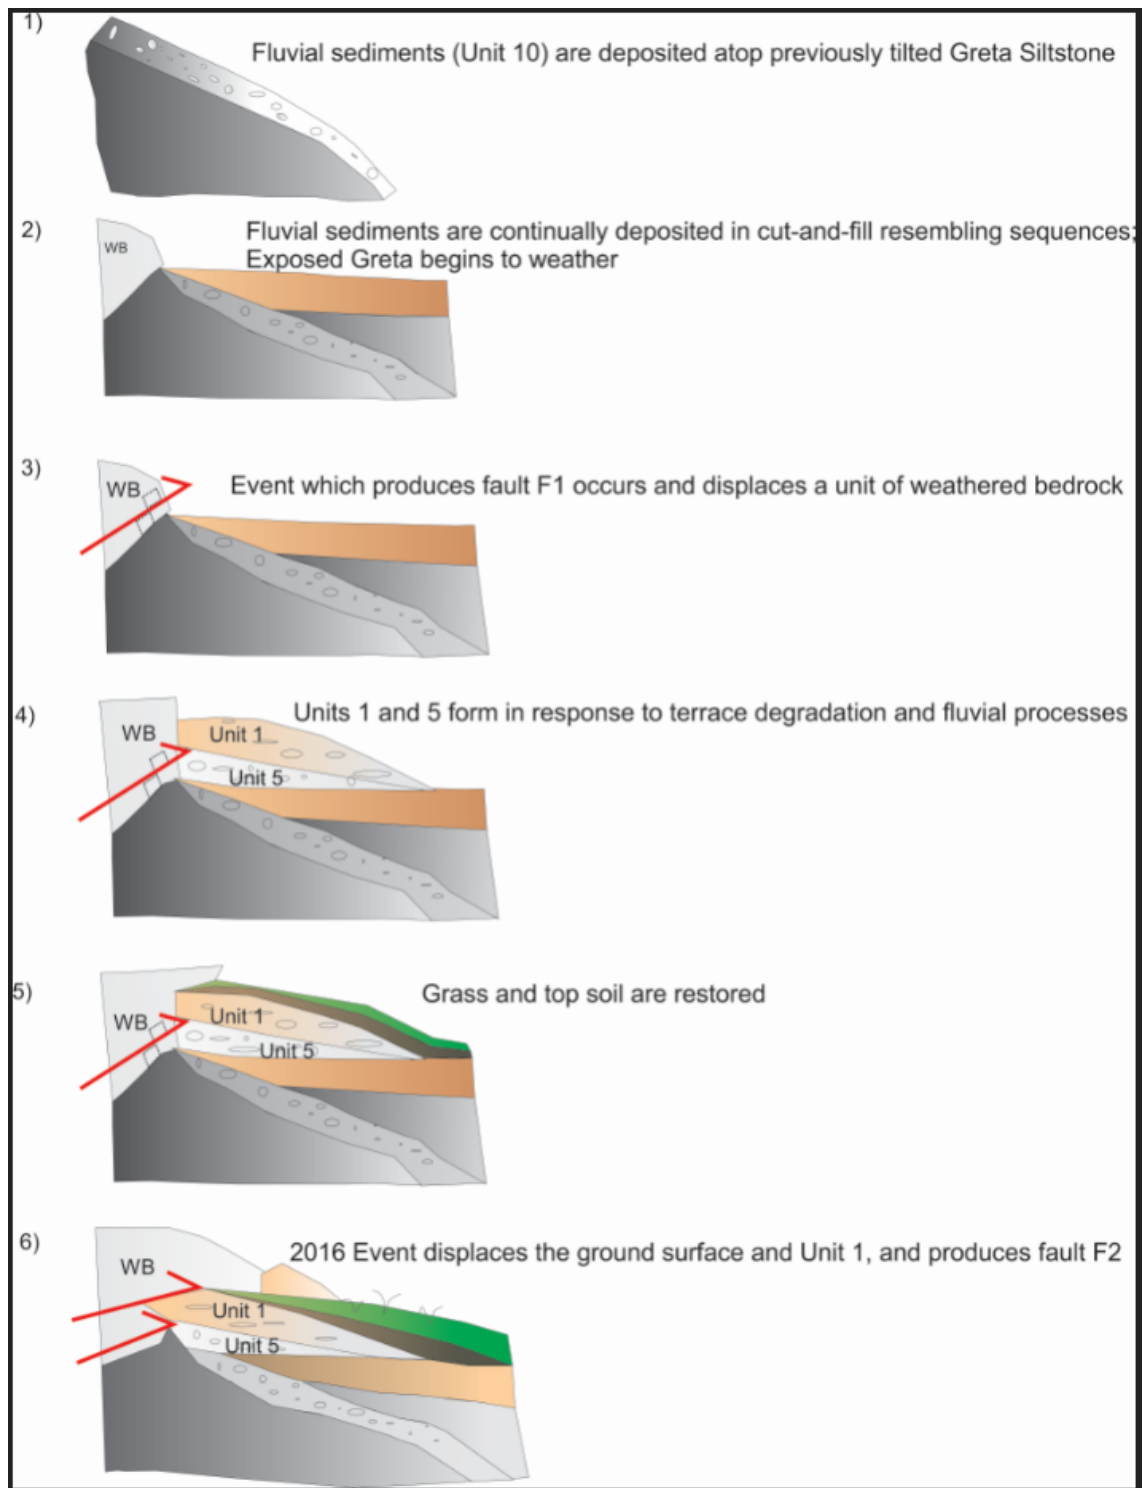 1)
Fluvial sediments (Unit 10) are deposited atop previously tilted Greta Siltstone
2)
Fluvial sediments are continually deposited in cut-and-fill resembling sequences;
Exposed Greta begins to weather
WB
3)
Event which produces fault F1 occurs and displaces a unit of weathered bedrock
WB
4)
Units 1 and 5 form in response to terrace degradation and fluvial processes
WB
Unit 1
Unit 5
5)
Grass and top soil are restored
WB
Unit 1
Unit 5
6)
2016 Event displaces the ground surface and Unit 1, and produces fault F2
WB
Unit 1
Unit 5